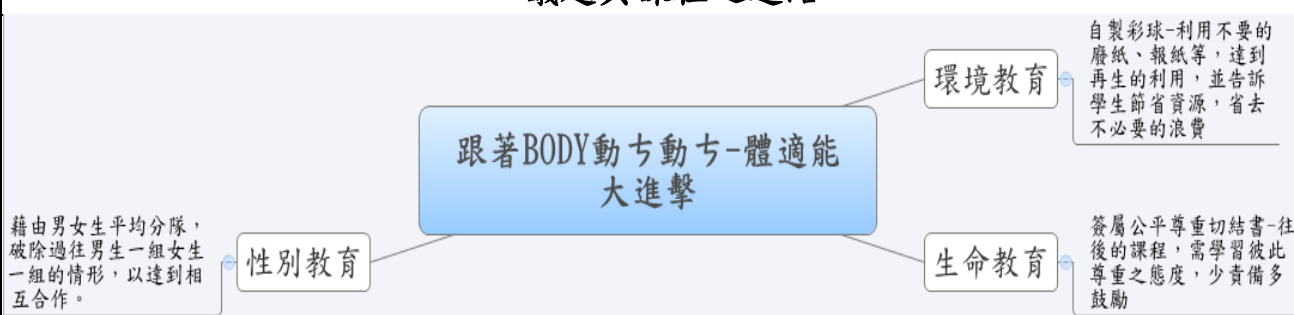 跟著BODY動ㄘ動ㄘ-體適能
大進擊
環境教育
自製彩球-利用不要的
廢紙、報紙等，達到
再生的利用，並告訴
學生節省資源，省去
不必要的浪費
生命教育
簽屬公平尊重切結書-往
後的課程，需學習彼此
尊重之態度，少責備多
鼓勵
性別教育
藉由男女生平均分隊，
破除過往男生一組女生
一組的情形，以達到相
互合作。